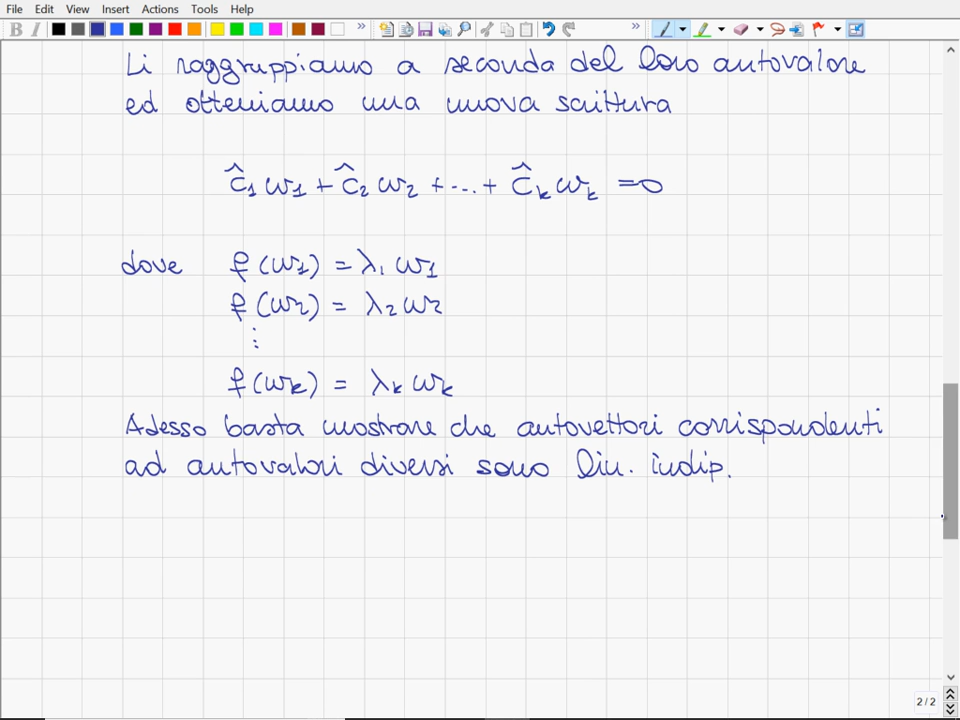 File Edit View Insert Actions Tools Help
B I » »
Li raggruppiamo a seconda del loro autovalore
ed otteniamo una nuova scrittura
ĉ₁w₁ + ĉ₂w₂ + ... + ĉₖwₖ = 0
dove f(w₁) = λ₁w₁
f(w₂) = λ₂w₂
⋮
f(wₖ) = λₖwₖ
Adesso basta mostrare che autovettori corrispondenti
ad autovalori diversi sono lin. indip.
2 / 2